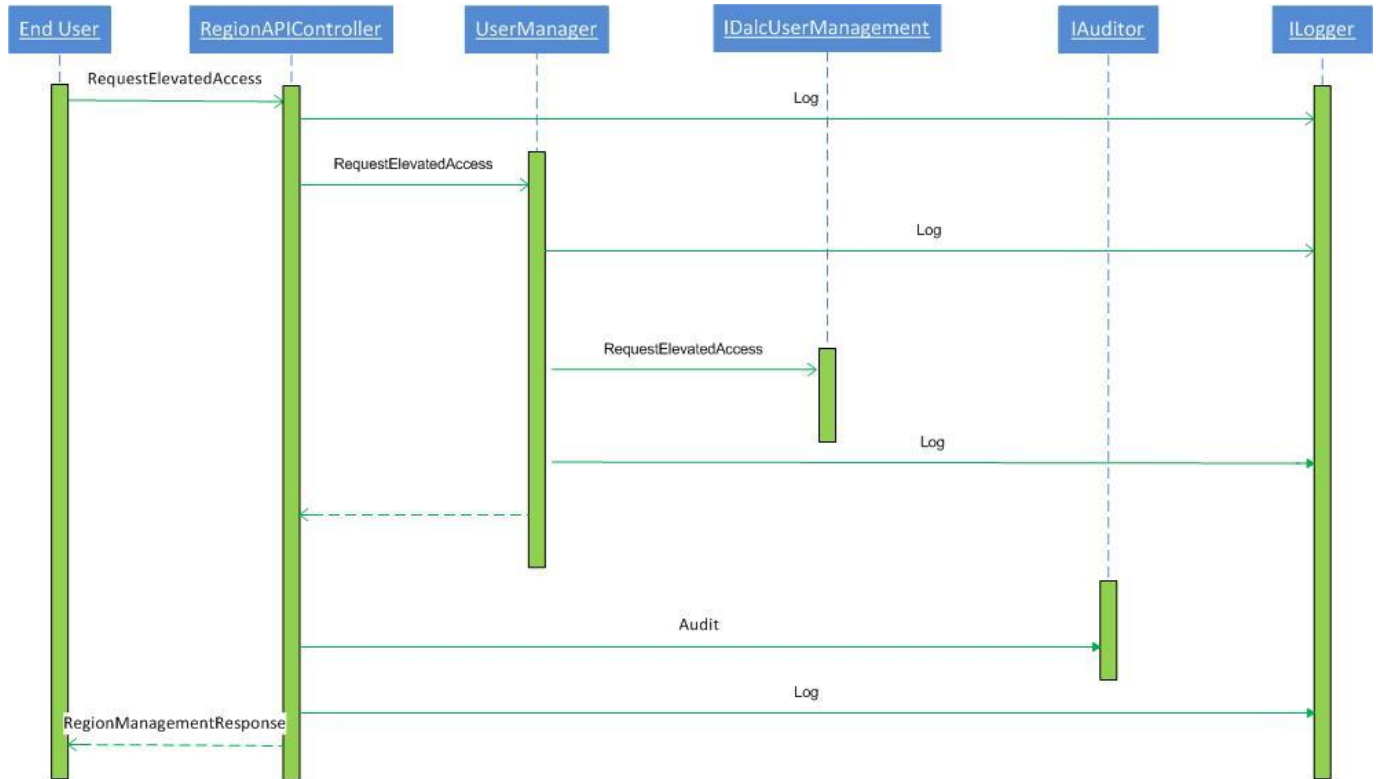 End User
RegionAPIController
UserManager
IDalcUserManagement
IAuditor
ILogger
RequestElevatedAccess
Log
RequestElevatedAccess
Log
RequestElevatedAccess
Log
Audit
Log
RegionManagementResponse